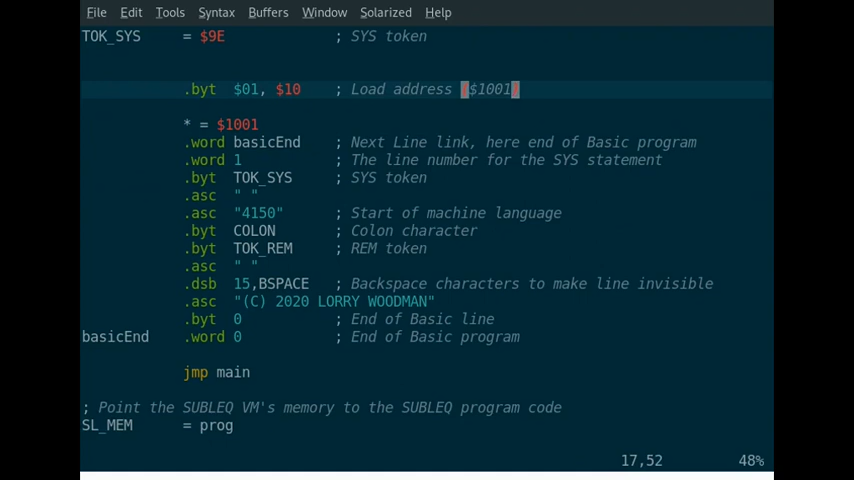 File Edit Tools Syntax Buffers Window Solarized Help
TOK_SYS = $9E ; SYS token
.byt $01, $10 ; Load address ($1001)
* = $1001
.word basicEnd ; Next Line link, here end of Basic program
.word 1 ; The line number for the SYS statement
.byt TOK_SYS ; SYS token
.asc " "
.asc "4150" ; Start of machine language
.byt COLON ; Colon character
.byt TOK_REM ; REM token
.asc " "
.dsb 15,BSPACE ; Backspace characters to make line invisible
.asc "(C) 2020 LORRY WOODMAN"
.byt 0 ; End of Basic line
basicEnd .word 0 ; End of Basic program
jmp main
; Point the SUBLEQ VM's memory to the SUBLEQ program code
SL_MEM = prog
17,52 48%